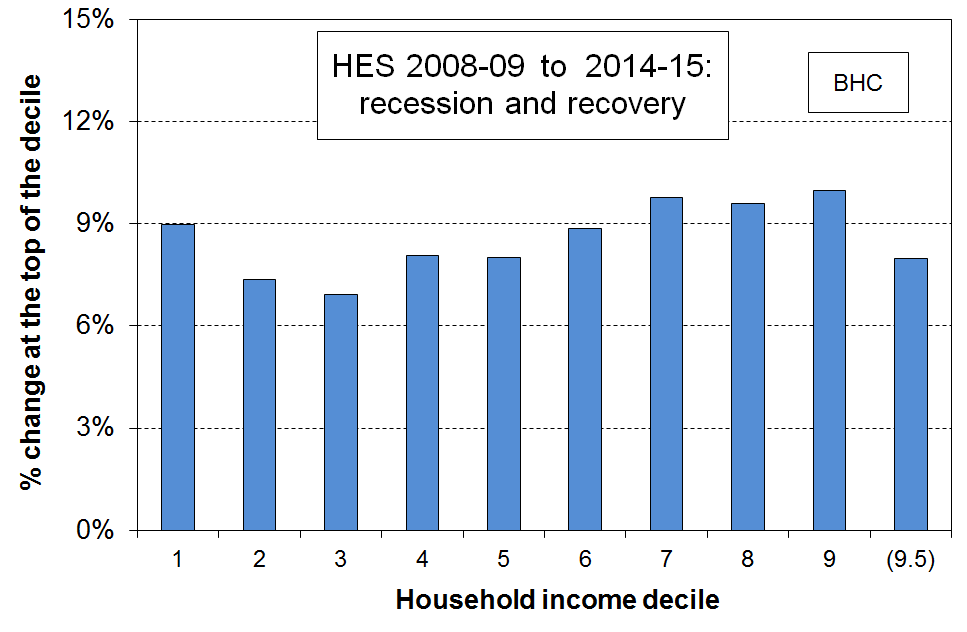 HES 2008-09 to 2014-15:
recession and recovery
BHC
% change at the top of the decile
15%
12%
9%
6%
3%
0%
1 2 3 4 5 6 7 8 9 (9.5)
Household income decile